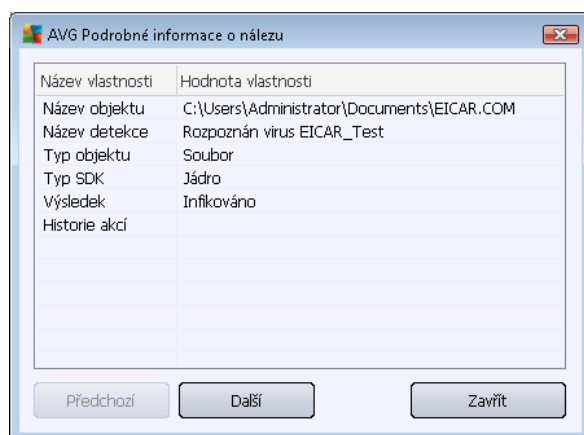 AVG Podrobné informace o nálezu
Název vlastnosti Hodnota vlastnosti
Název objektu C:\Users\Administrator\Documents\EICAR.COM
Název detekce Rozpoznán virus EICAR_Test
Typ objektu Soubor
Typ SDK Jádro
Výsledek Infikováno
Historie akcí
Předchozí Další Zavřít